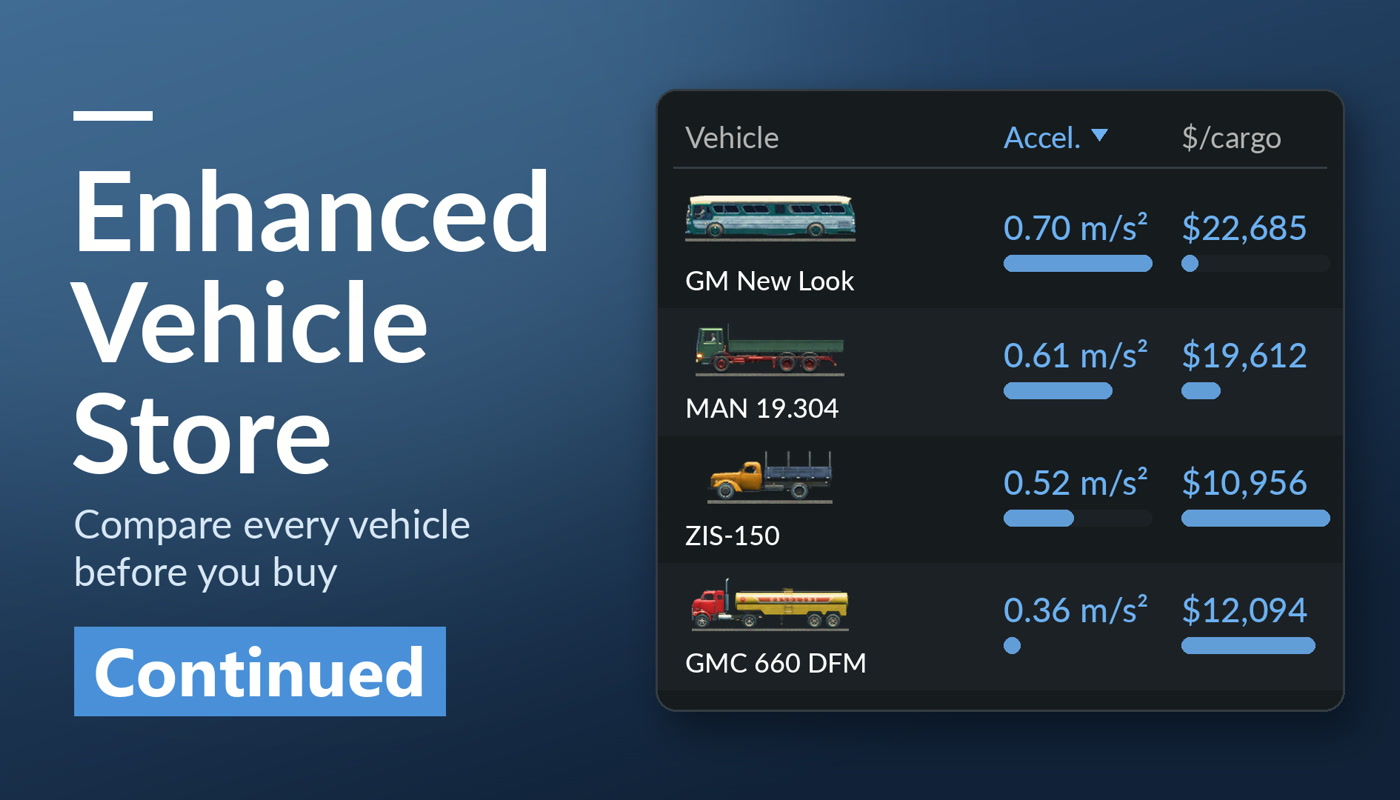 Enhanced
Vehicle
Store
Compare every vehicle
before you buy
Continued
Vehicle Accel. $/cargo
0.70 m/s² $22,685
GM New Look
0.61 m/s² $19,612
MAN 19.304
0.52 m/s² $10,956
ZIS-150
0.36 m/s² $12,094
GMC 660 DFM